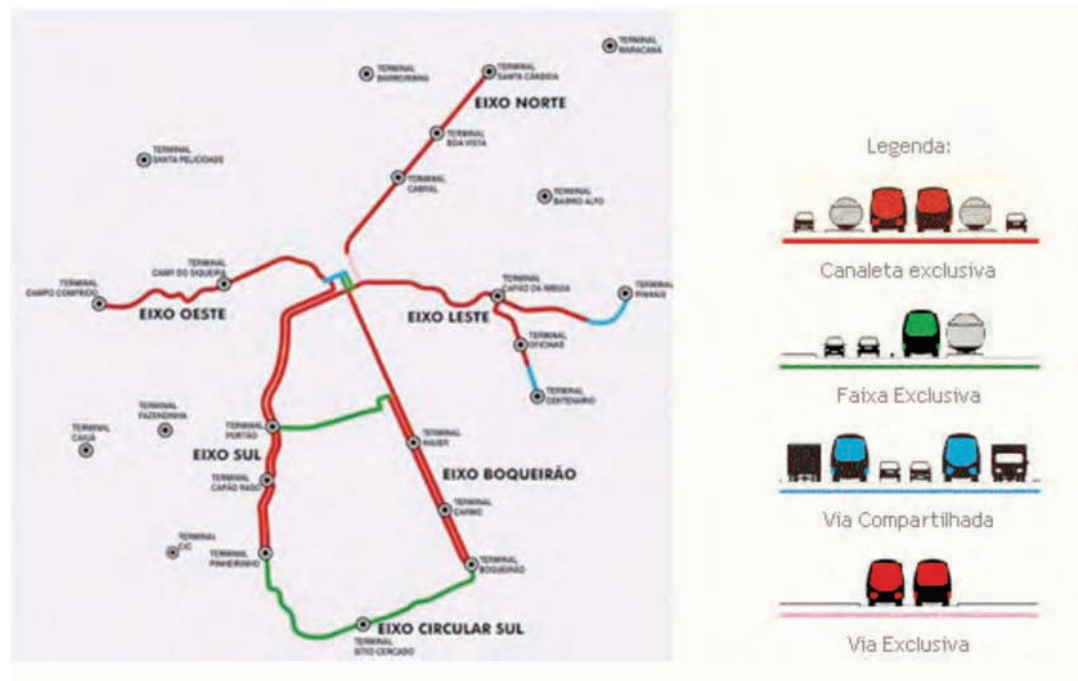 TERMINAL
MARACANÃ
TERMINAL
BARREIRINHA
TERMINAL
SANTA CÂNDIDA
EIXO NORTE
TERMINAL
BOA VISTA
TERMINAL
SANTA FELICIDADE
TERMINAL
CABRAL
TERMINAL
BAIRRO ALTO
TERMINAL
CAMP DO SIQUEIRA
TERMINAL
CAMPO COMPRIDO
EIXO OESTE
TERMINAL
CAPÃO DA IMBUIA
TERMINAL
PINHAIS
EIXO LESTE
TERMINAL
OFICINAS
TERMINAL
CENTENÁRIO
TERMINAL
FAZENDINHA
TERMINAL
CAIUÁ
TERMINAL
PORTÃO
TERMINAL
HAUER
EIXO SUL
EIXO BOQUEIRÃO
TERMINAL
CAPÃO RASO
TERMINAL
CARMO
TERMINAL
CIC
TERMINAL
PINHEIRINHO
TERMINAL
BOQUEIRÃO
EIXO CIRCULAR SUL
TERMINAL
SÍTIO CERCADO
Legenda:
Canaleta exclusiva
Faixa Exclusiva
Via Compartilhada
Via Exclusiva